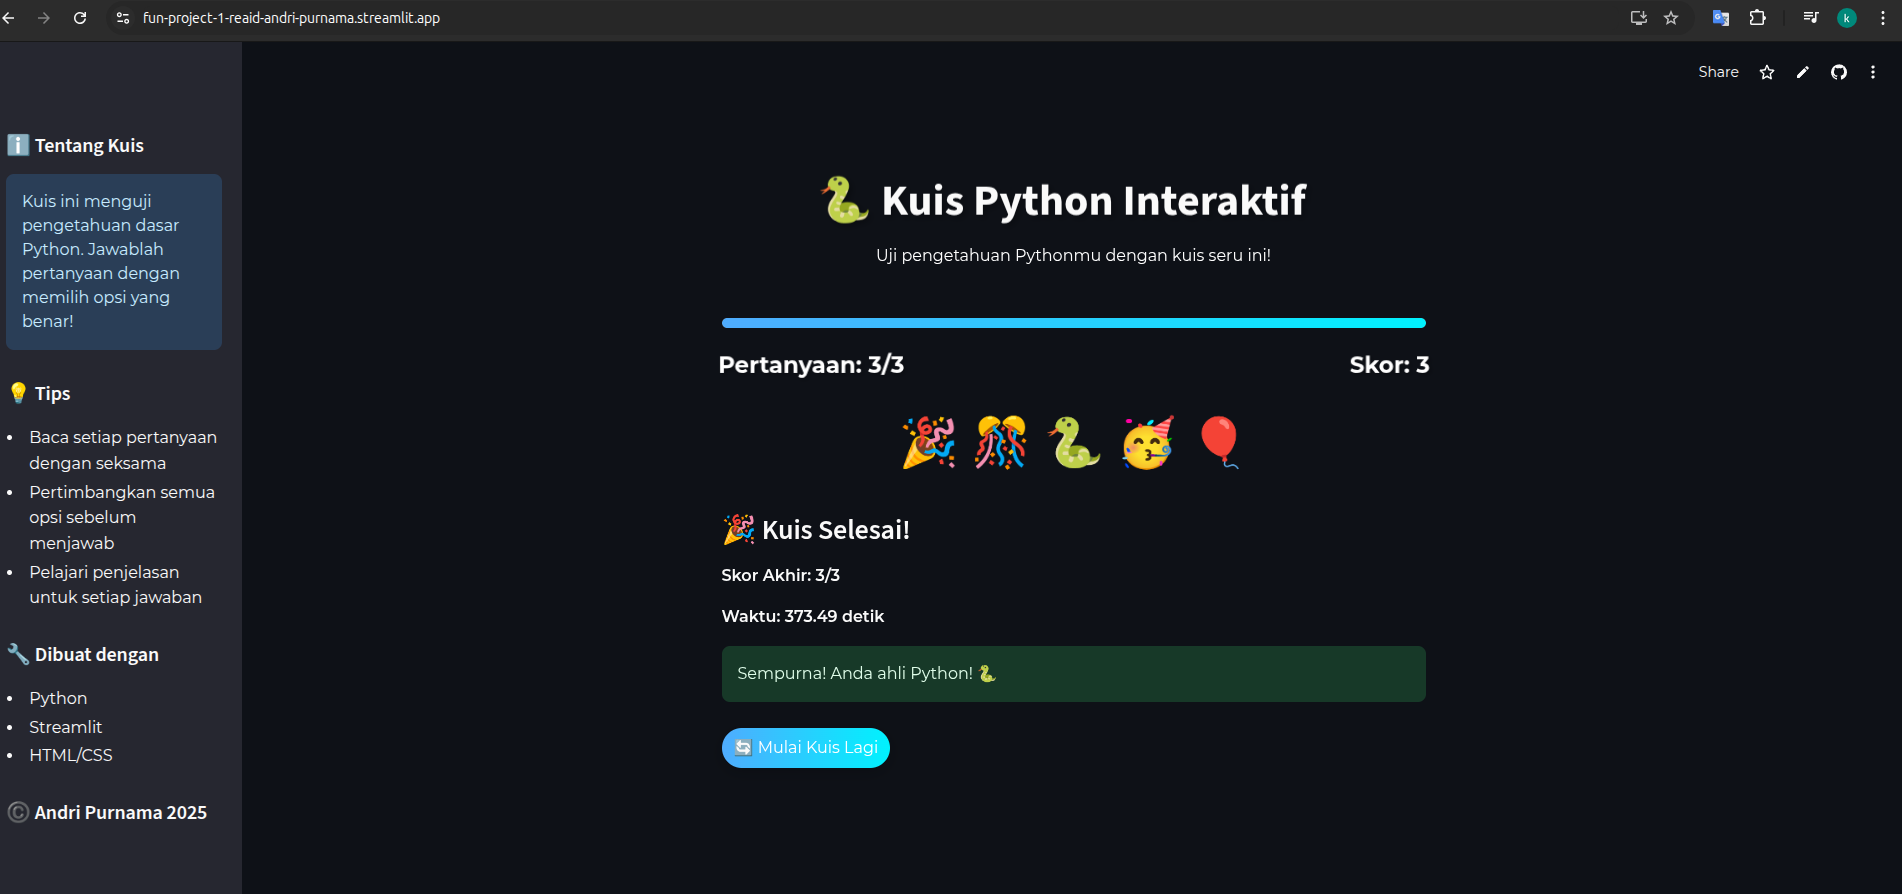 fun-project-1-reaid-andri-purnama.streamlit.app
k
Share
ℹ️ Tentang Kuis
Kuis ini menguji
pengetahuan dasar
Python. Jawablah
pertanyaan dengan
memilih opsi yang
benar!
💡 Tips
• Baca setiap pertanyaan
dengan seksama
• Pertimbangkan semua
opsi sebelum
menjawab
• Pelajari penjelasan
untuk setiap jawaban
🔧 Dibuat dengan
• Python
• Streamlit
• HTML/CSS
©️ Andri Purnama 2025
🐍 Kuis Python Interaktif
Uji pengetahuan Pythonmu dengan kuis seru ini!
Pertanyaan: 3/3
Skor: 3
🎉 🎊 🐍 🥳 🎈
🎉 Kuis Selesai!
Skor Akhir: 3/3
Waktu: 373.49 detik
Sempurna! Anda ahli Python! 🐍
🔄 Mulai Kuis Lagi